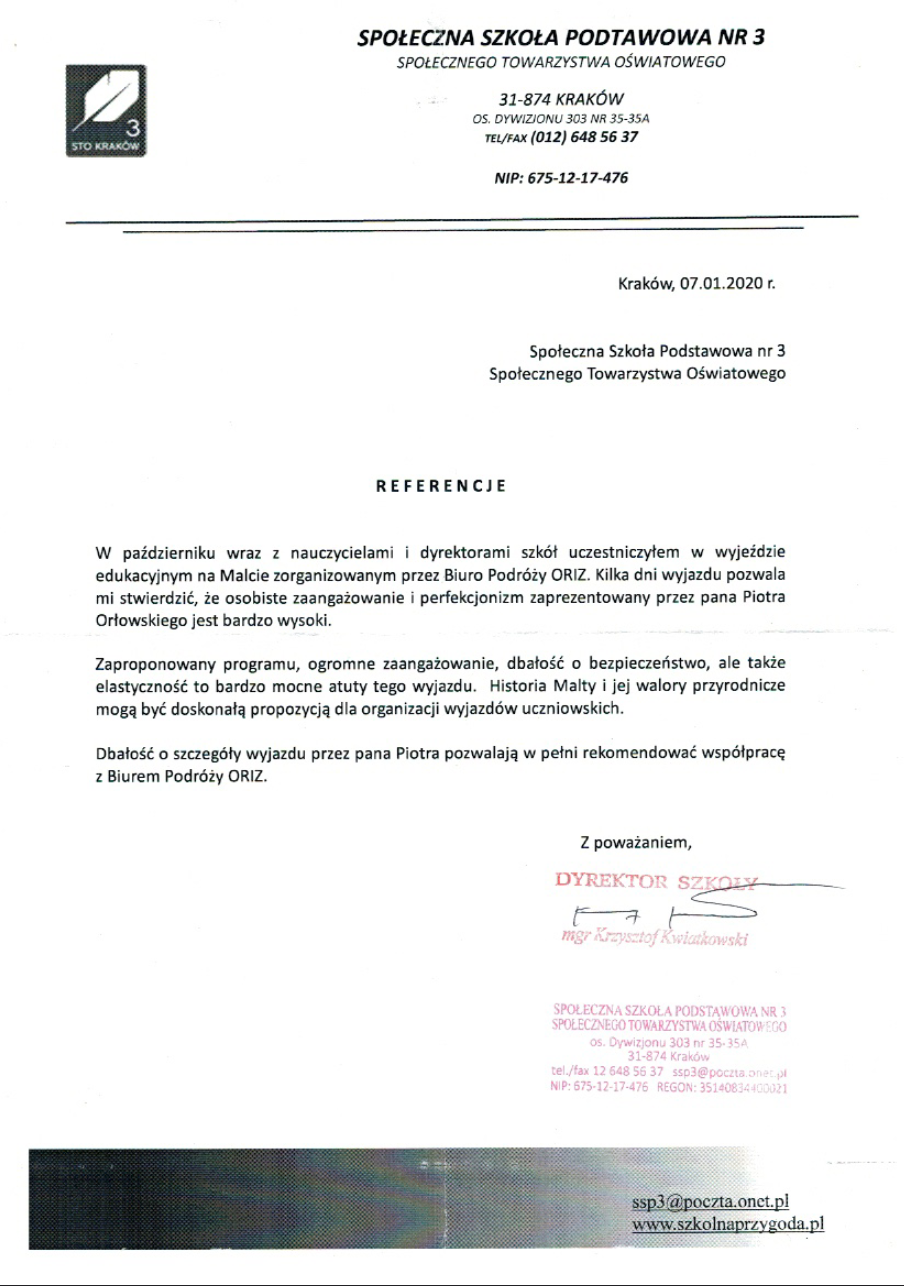 SPOŁECZNA SZKOŁA PODTAWOWA NR 3
SPOŁECZNEGO TOWARZYSTWA OŚWIATOWEGO
31-874 KRAKÓW
OS. DYWIZJONU 303 NR 35-35A
TEL/FAX (012) 648 56 37
NIP: 675-12-17-476
3
STO KRAKÓW
Kraków, 07.01.2020 r.
Społeczna Szkoła Podstawowa nr 3
Społecznego Towarzystwa Oświatowego
REFERENCJE
W październiku wraz z nauczycielami i dyrektorami szkół uczestniczyłem w wyjeździe
edukacyjnym na Malcie zorganizowanym przez Biuro Podróży ORIZ. Kilka dni wyjazdu pozwala
mi stwierdzić, że osobiste zaangażowanie i perfekcjonizm zaprezentowany przez pana Piotra
Orłowskiego jest bardzo wysoki.
Zaproponowany programu, ogromne zaangażowanie, dbałość o bezpieczeństwo, ale także
elastyczność to bardzo mocne atuty tego wyjazdu. Historia Malty i jej walory przyrodnicze
mogą być doskonałą propozycją dla organizacji wyjazdów uczniowskich.
Dbałość o szczegóły wyjazdu przez pana Piotra pozwalają w pełni rekomendować współpracę
z Biurem Podróży ORIZ.
Z poważaniem,
DYREKTOR SZKOŁY
mgr Krzysztof Kwiatkowski
SPOŁECZNA SZKOŁA PODSTAWOWA NR 3
SPOŁECZNEGO TOWARZYSTWA OŚWIATOWEGO
os. Dywizjonu 303 nr 35-35A
31-874 Kraków
tel./fax 12 648 56 37 ssp3@poczta.onet.pl
NIP: 675-12-17-476 REGON:
ssp3@poczta.onet.pl
www.szkolnaprzygoda.pl